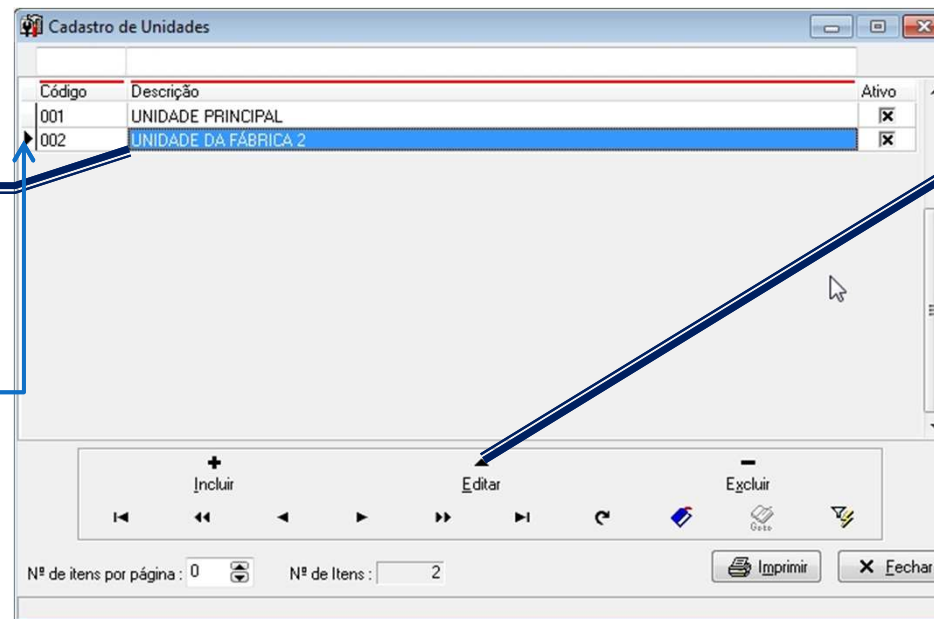 Cadastro de Unidades
Código Descrição Ativo
001 UNIDADE PRINCIPAL
002 UNIDADE DA FÁBRICA 2
Incluir Editar Excluir
Goto
Nº de itens por página : 0 Nº de Itens : 2 Imprimir Fechar